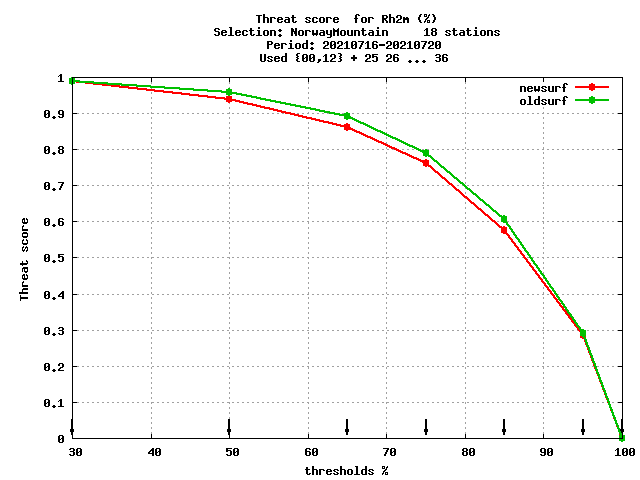 Threat score  for Rh2m (%)
Selection: NorwayMountain     18 stations
Period: 20210716-20210720
Used {00,12} + 25 26 ... 36
newsurf
oldsurf
1
0.9
0.8
0.7
0.6
0.5
0.4
0.3
0.2
0.1
0
Threat score
30 40 50 60 70 80 90 100
thresholds %